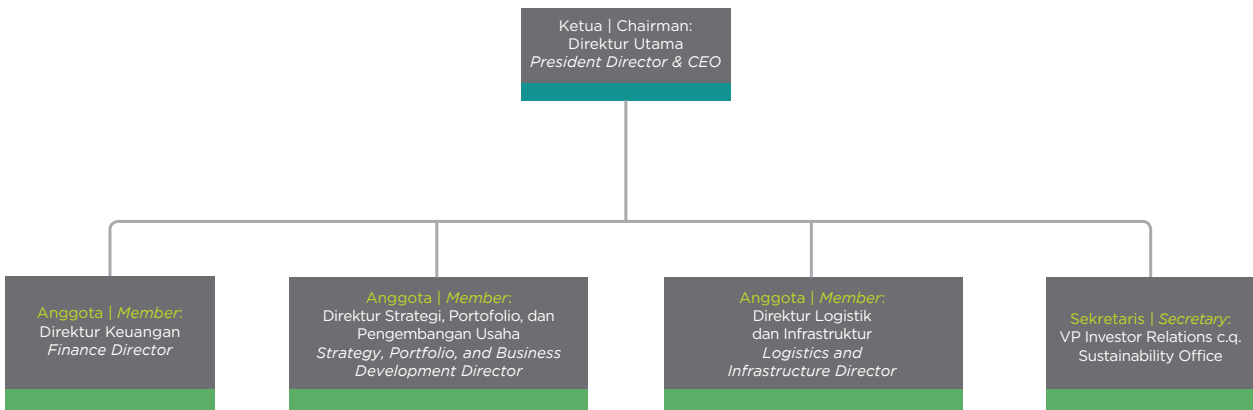 Ketua | Chairman:
Direktur Utama
President Director & CEO
Anggota | Member:
Direktur Keuangan
Finance Director
Anggota | Member:
Direktur Strategi, Portofolio, dan
Pengembangan Usaha
Strategy, Portfolio, and Business
Development Director
Anggota | Member:
Direktur Logistik
dan Infrastruktur
Logistics and
Infrastructure Director
Sekretaris | Secretary:
VP Investor Relations c.q.
Sustainability Office